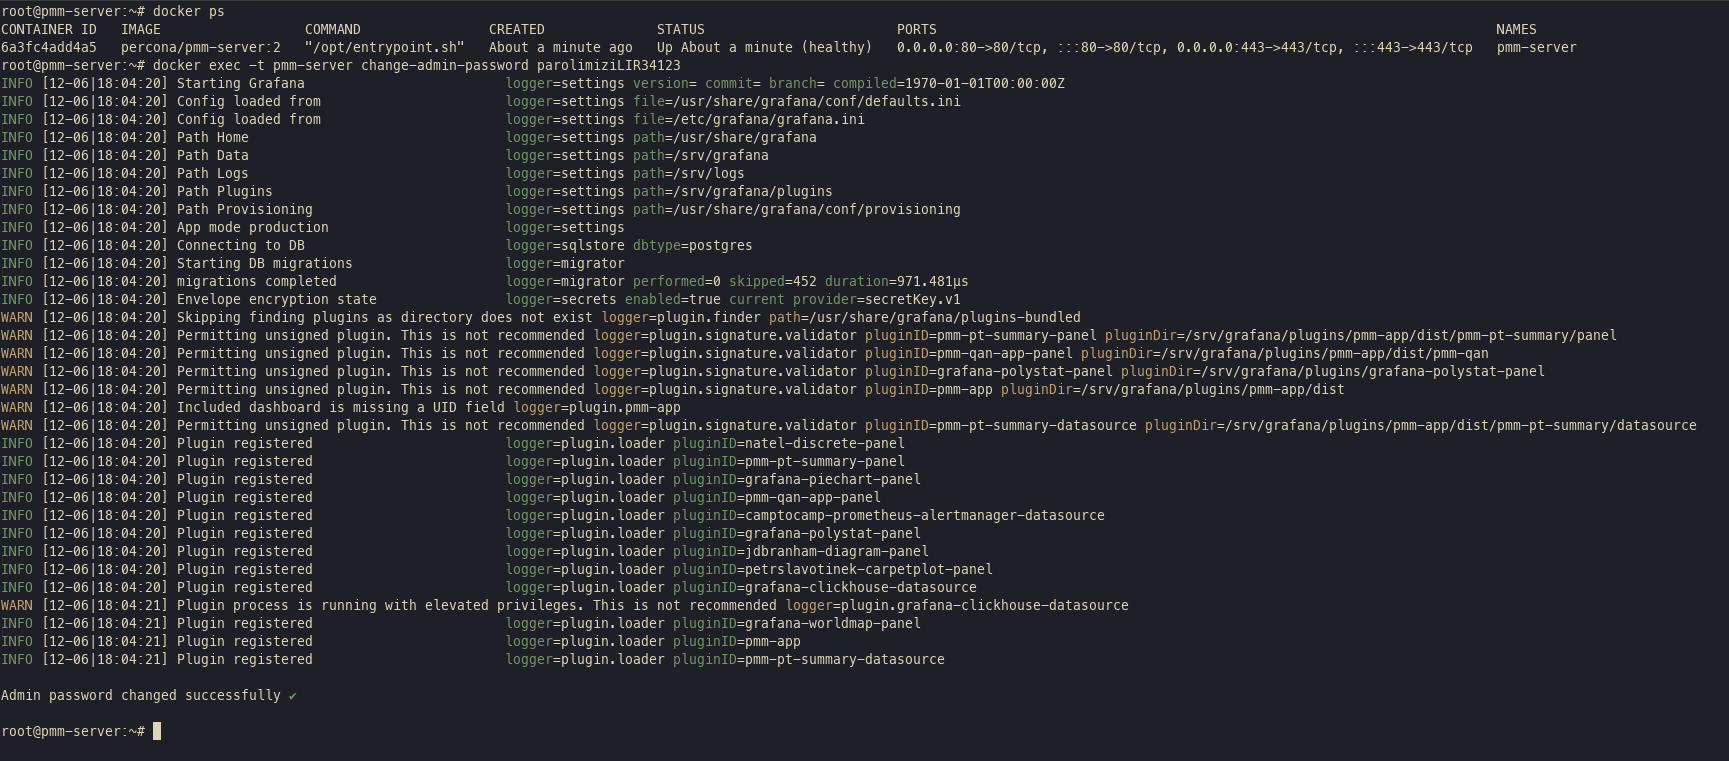 root@pmm-server:~# docker ps
CONTAINER ID   IMAGE                  COMMAND                CREATED              STATUS                        PORTS                                                                      NAMES
6a3fc4add4a5   percona/pmm-server:2   "/opt/entrypoint.sh"   About a minute ago   Up About a minute (healthy)   0.0.0.0:80->80/tcp, :::80->80/tcp, 0.0.0.0:443->443/tcp, :::443->443/tcp   pmm-server
root@pmm-server:~# docker exec -t pmm-server change-admin-password parolimiziLIR34123
INFO [12-06|18:04:20] Starting Grafana                         logger=settings version= commit= branch= compiled=1970-01-01T00:00:00Z
INFO [12-06|18:04:20] Config loaded from                       logger=settings file=/usr/share/grafana/conf/defaults.ini
INFO [12-06|18:04:20] Config loaded from                       logger=settings file=/etc/grafana/grafana.ini
INFO [12-06|18:04:20] Path Home                                logger=settings path=/usr/share/grafana
INFO [12-06|18:04:20] Path Data                                logger=settings path=/srv/grafana
INFO [12-06|18:04:20] Path Logs                                logger=settings path=/srv/logs
INFO [12-06|18:04:20] Path Plugins                             logger=settings path=/srv/grafana/plugins
INFO [12-06|18:04:20] Path Provisioning                        logger=settings path=/usr/share/grafana/conf/provisioning
INFO [12-06|18:04:20] App mode production                      logger=settings
INFO [12-06|18:04:20] Connecting to DB                         logger=sqlstore dbtype=postgres
INFO [12-06|18:04:20] Starting DB migrations                   logger=migrator
INFO [12-06|18:04:20] migrations completed                     logger=migrator performed=0 skipped=452 duration=971.481µs
INFO [12-06|18:04:20] Envelope encryption state                logger=secrets enabled=true current provider=secretKey.v1
WARN [12-06|18:04:20] Skipping finding plugins as directory does not exist logger=plugin.finder path=/usr/share/grafana/plugins-bundled
WARN [12-06|18:04:20] Permitting unsigned plugin. This is not recommended logger=plugin.signature.validator pluginID=pmm-pt-summary-panel pluginDir=/srv/grafana/plugins/pmm-app/dist/pmm-pt-summary/panel
WARN [12-06|18:04:20] Permitting unsigned plugin. This is not recommended logger=plugin.signature.validator pluginID=pmm-qan-app-panel pluginDir=/srv/grafana/plugins/pmm-app/dist/pmm-qan
WARN [12-06|18:04:20] Permitting unsigned plugin. This is not recommended logger=plugin.signature.validator pluginID=grafana-polystat-panel pluginDir=/srv/grafana/plugins/grafana-polystat-panel
WARN [12-06|18:04:20] Permitting unsigned plugin. This is not recommended logger=plugin.signature.validator pluginID=pmm-app pluginDir=/srv/grafana/plugins/pmm-app/dist
WARN [12-06|18:04:20] Included dashboard is missing a UID field logger=plugin.pmm-app
WARN [12-06|18:04:20] Permitting unsigned plugin. This is not recommended logger=plugin.signature.validator pluginID=pmm-pt-summary-datasource pluginDir=/srv/grafana/plugins/pmm-app/dist/pmm-pt-summary/datasource
INFO [12-06|18:04:20] Plugin registered                        logger=plugin.loader pluginID=natel-discrete-panel
INFO [12-06|18:04:20] Plugin registered                        logger=plugin.loader pluginID=pmm-pt-summary-panel
INFO [12-06|18:04:20] Plugin registered                        logger=plugin.loader pluginID=grafana-piechart-panel
INFO [12-06|18:04:20] Plugin registered                        logger=plugin.loader pluginID=pmm-qan-app-panel
INFO [12-06|18:04:20] Plugin registered                        logger=plugin.loader pluginID=camptocamp-prometheus-alertmanager-datasource
INFO [12-06|18:04:20] Plugin registered                        logger=plugin.loader pluginID=grafana-polystat-panel
INFO [12-06|18:04:20] Plugin registered                        logger=plugin.loader pluginID=jdbranham-diagram-panel
INFO [12-06|18:04:20] Plugin registered                        logger=plugin.loader pluginID=petrslavotinek-carpetplot-panel
INFO [12-06|18:04:20] Plugin registered                        logger=plugin.loader pluginID=grafana-clickhouse-datasource
WARN [12-06|18:04:21] Plugin process is running with elevated privileges. This is not recommended logger=plugin.grafana-clickhouse-datasource
INFO [12-06|18:04:21] Plugin registered                        logger=plugin.loader pluginID=grafana-worldmap-panel
INFO [12-06|18:04:21] Plugin registered                        logger=plugin.loader pluginID=pmm-app
INFO [12-06|18:04:21] Plugin registered                        logger=plugin.loader pluginID=pmm-pt-summary-datasource
Admin password changed successfully ✔
root@pmm-server:~#